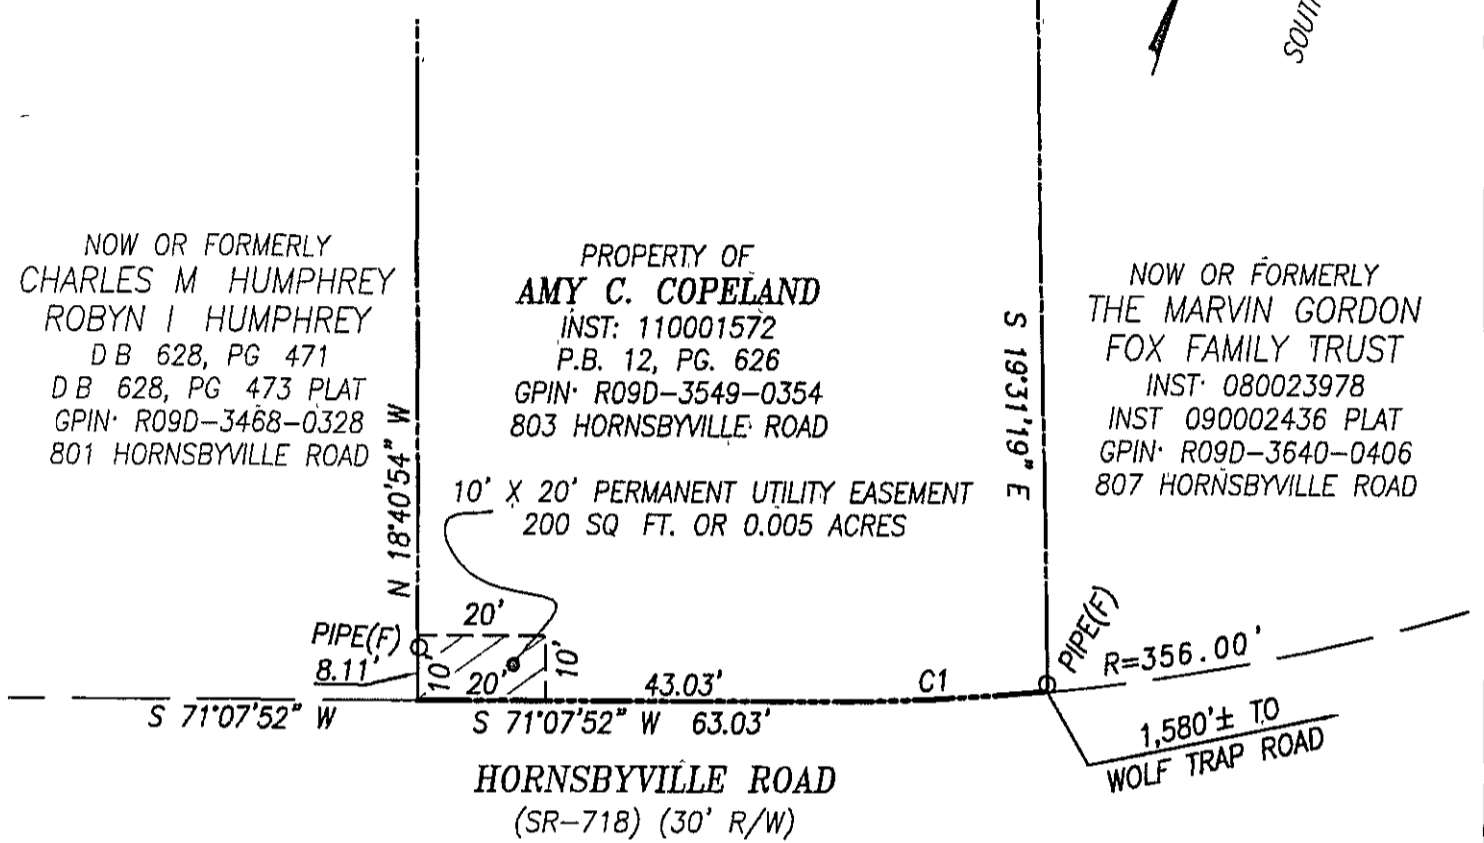 SOUTH
NOW OR FORMERLY
CHARLES M HUMPHREY
ROBYN I HUMPHREY
D B 628, PG 471
D B 628, PG 473 PLAT
GPIN· R09D-3468-0328
801 HORNSBYVILLE ROAD
N 18°40'54" W
PROPERTY OF
AMY C. COPELAND
INST: 110001572
P.B. 12, PG. 626
GPIN· R09D-3549-0354
803 HORNSBYVILLE ROAD
10' X 20' PERMANENT UTILITY EASEMENT
200 SQ FT. OR 0.005 ACRES
S 19°31'19" E
NOW OR FORMERLY
THE MARVIN GORDON
FOX FAMILY TRUST
INST· 080023978
INST 090002436 PLAT
GPIN· R09D-3640-0406
807 HORNSBYVILLE ROAD
PIPE(F)
8.11'
20'
10'
20'
10'
43.03'
C1
PIPE(F)
R=356.00'
S 71°07'52" W
S 71°07'52" W 63.03'
1,580'± TO
WOLF TRAP ROAD
HORNSBYVILLE ROAD
(SR-718) (30' R/W)